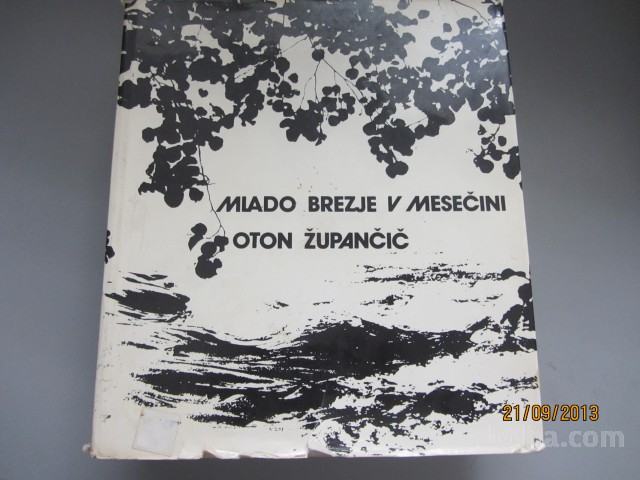 MLADO BREZJE V MESEČINI
OTON ŽUPANČIČ
21/09/2013